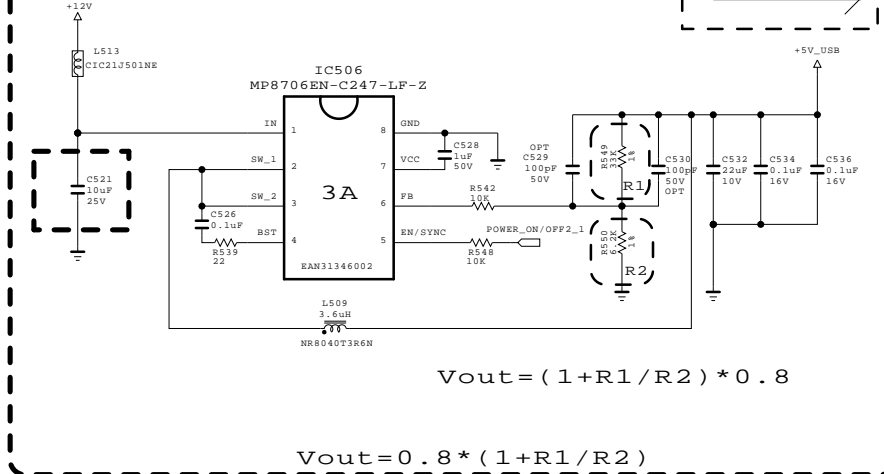 +12V
L513
CIC21J501NE
+5V_USB
IC506
MP8706EN-C247-LF-Z
IN
1
8
GND
C528
1uF
50V
OPT
C529
100pF
50V
R549
33K
1%
R1
C530
100pF
50V
OPT
C532
22uF
10V
C534
0.1uF
16V
C536
0.1uF
16V
C521
10uF
25V
SW_1
2
7
VCC
3A
SW_2
3
6
FB
R542
10K
C526
0.1uF
BST
4
5
EN/SYNC
POWER_ON/OFF2_1
R539
22
R548
10K
R550
6.2K
1%
R2
EAN31346002
L509
3.6uH
NR8040T3R6N
Vout=(1+R1/R2)*0.8
Vout=0.8*(1+R1/R2)